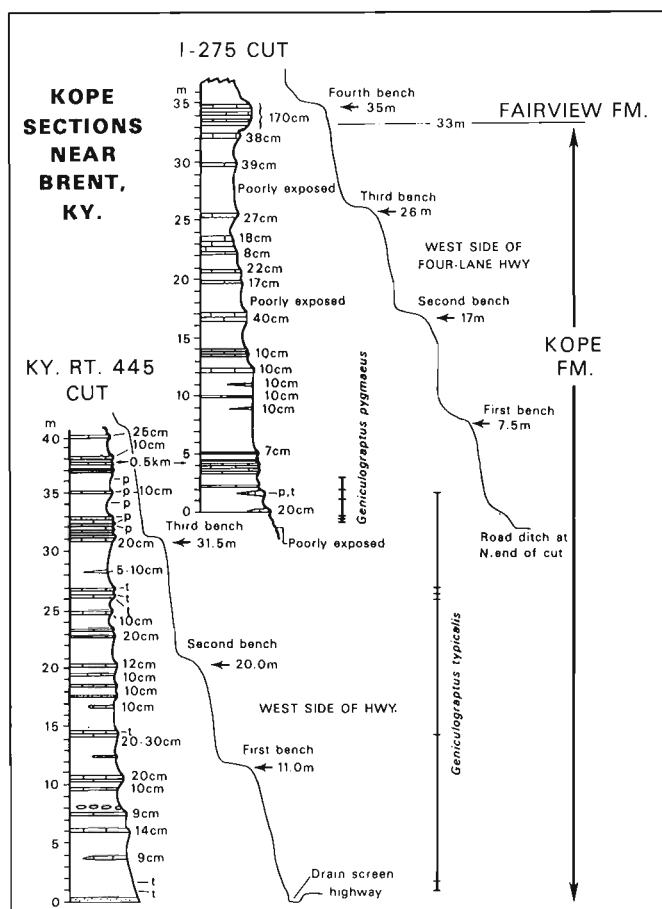 I-275 CUT
KOPE
SECTIONS
NEAR
BRENT,
KY.
m
35
30
25
20
15
10
5
0
170cm
38cm
39cm
Poorly exposed
27cm
18cm
8cm
22cm
17cm
Poorly exposed
40cm
10cm
10cm
10cm
10cm
10cm
7cm
p,t
20cm
Poorly exposed
Fourth bench
35m
33m
FAIRVIEW FM.
Third bench
26m
WEST SIDE OF
FOUR-LANE HWY
Second bench
17m
First bench
7.5m
Road ditch at
N.end of cut
KOPE
FM.
Geniculograptus pygmaeus
Geniculograptus typicalis
KY. RT. 445
CUT
m
40
35
30
25
20
15
10
5
0
25cm
10cm
0.5km
p
p-10cm
p
p
p
p
20cm
5-10cm
t
t
t
10cm
20cm
12cm
10cm
10cm
10cm
t
20-30cm
20cm
10cm
9cm
14cm
9cm
t
t
Third bench
31.5m
Second bench
20.0m
WEST SIDE OF HWY.
First bench
11.0m
Drain screen
highway